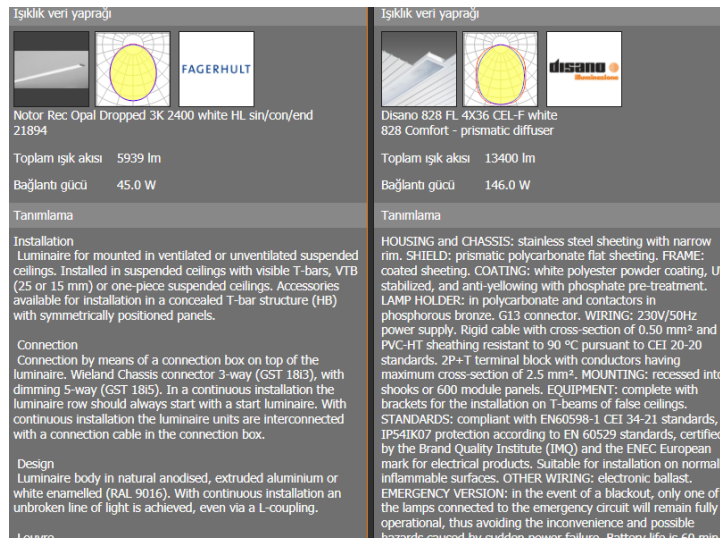 Işıklık veri yaprağı
FAGERHULT
Notor Rec Opal Dropped 3K 2400 white HL sin/con/end
21894
Toplam ışık akısı 5939 lm
Bağlantı gücü 45.0 W
Tanımlama
Installation
Luminaire for mounted in ventilated or unventilated suspended
ceilings. Installed in suspended ceilings with visible T-bars, VTB
(25 or 15 mm) or one-piece suspended ceilings. Accessories
available for installation in a concealed T-bar structure (HB)
with symmetrically positioned panels.
Connection
Connection by means of a connection box on top of the
luminaire. Wieland Chassis connector 3-way (GST 18i3), with
dimming 5-way (GST 18i5). In a continuous installation the
luminaire row should always start with a start luminaire. With
continuous installation the luminaire units are interconnected
with a connection cable in the connection box.
Design
Luminaire body in natural anodised, extruded aluminium or
white enamelled (RAL 9016). With continuous installation an
unbroken line of light is achieved, even via a L-coupling.
Louvre
Işıklık veri yaprağı
disano
illuminazione
Disano 828 FL 4X36 CEL-F white
828 Comfort - prismatic diffuser
Toplam ışık akısı 13400 lm
Bağlantı gücü 146.0 W
Tanımlama
HOUSING and CHASSIS: stainless steel sheeting with narrow
rim. SHIELD: prismatic polycarbonate flat sheeting. FRAME:
coated sheeting. COATING: white polyester powder coating, U
stabilized, and anti-yellowing with phosphate pre-treatment.
LAMP HOLDER: in polycarbonate and contactors in
phosphorous bronze. G13 connector. WIRING: 230V/50Hz
power supply. Rigid cable with cross-section of 0.50 mm² and
PVC-HT sheathing resistant to 90 °C pursuant to CEI 20-20
standards. 2P+T terminal block with conductors having
maximum cross-section of 2.5 mm². MOUNTING: recessed into
shooks or 600 module panels. EQUIPMENT: complete with
brackets for the installation on T-beams of false ceilings.
STANDARDS: compliant with EN60598-1 CEI 34-21 standards,
IP54IK07 protection according to EN 60529 standards, certified
by the Brand Quality Institute (IMQ) and the ENEC European
mark for electrical products. Suitable for installation on normal
inflammable surfaces. OTHER WIRING: electronic ballast.
EMERGENCY VERSION: in the event of a blackout, only one of
the lamps connected to the emergency circuit will remain fully
operational, thus avoiding the inconvenience and possible
hazards caused by sudden power failure. Battery life is 60 min